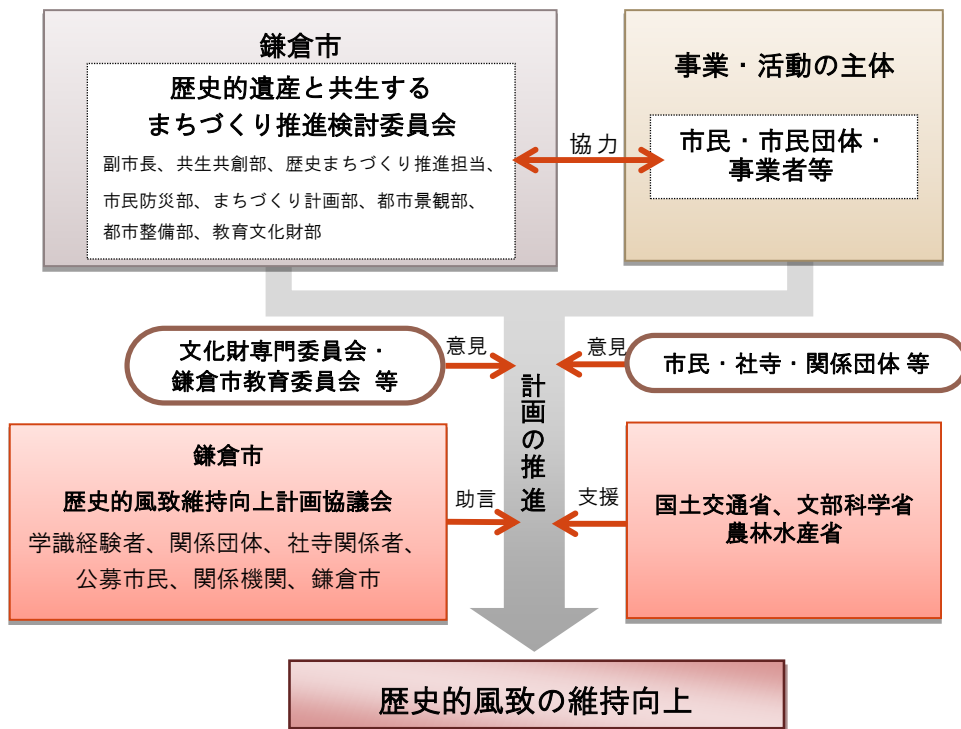 鎌倉市
歴史的遺産と共生する
まちづくり推進検討委員会
副市長、共生共創部、歴史まちづくり推進担当、
市民防災部、まちづくり計画部、都市景観部、
都市整備部、教育文化財部
協力
事業・活動の主体
市民・市民団体・
事業者等
文化財専門委員会・
鎌倉市教育委員会 等
意見
意見
市民・社寺・関係団体 等
計画の推進
鎌倉市
歴史的風致維持向上計画協議会
学識経験者、関係団体、社寺関係者、
公募市民、関係機関、鎌倉市
助言
支援
国土交通省、文部科学省
農林水産省
歴史的風致の維持向上